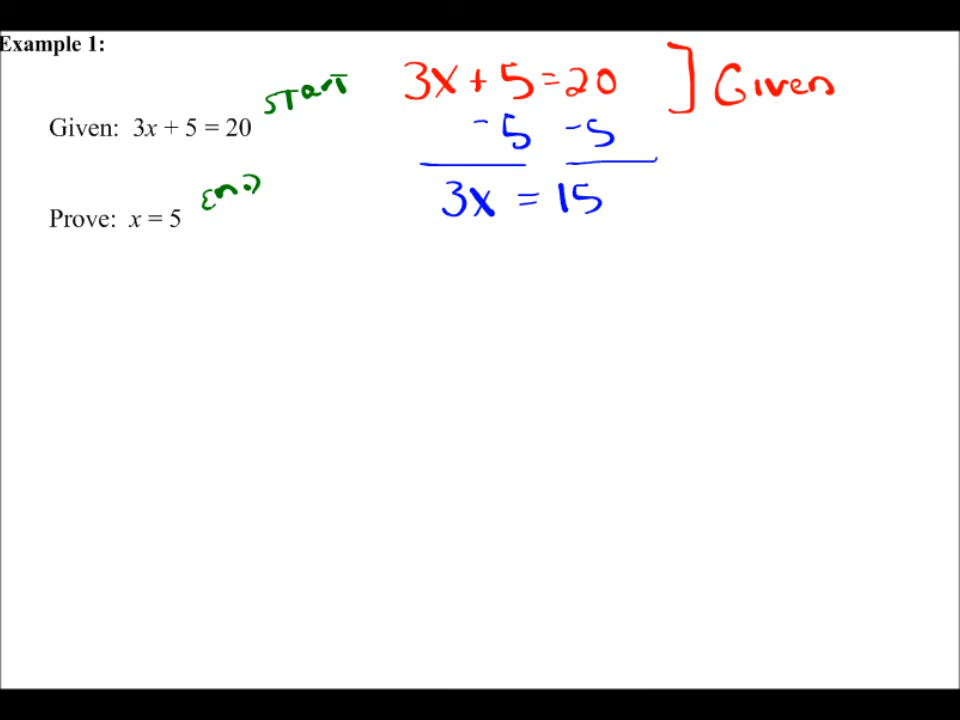 Example 1:
START
3x + 5 = 20 ] Given
Given: 3x + 5 = 20
- 5 - 5
END
3x = 15
Prove: x = 5